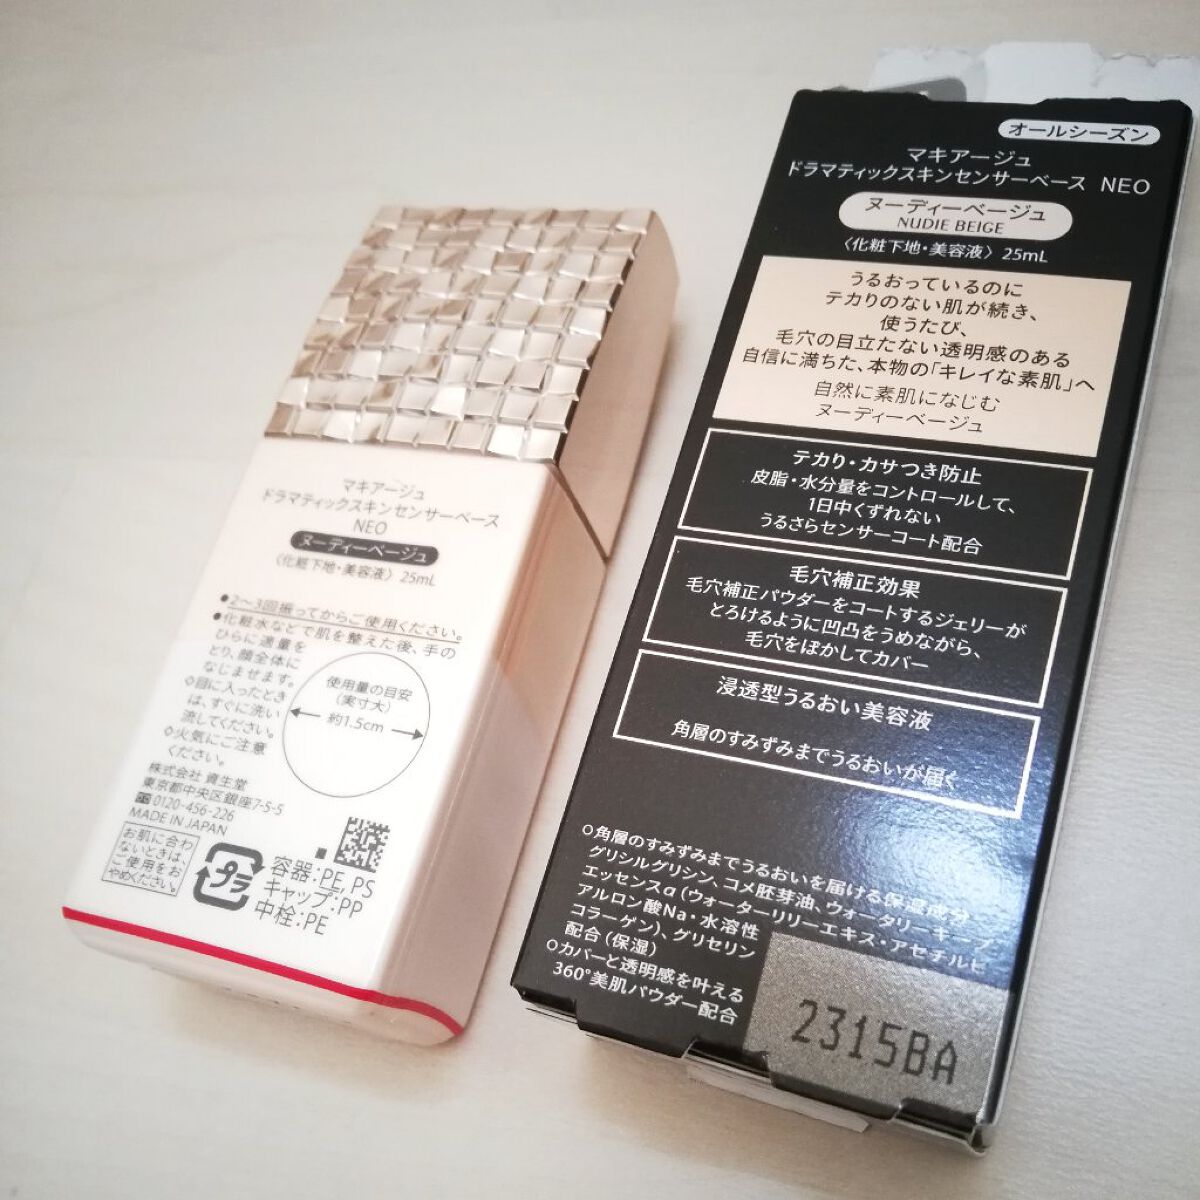 マキアージュ
ドラマティックスキンセンサーベース
NEO
ヌーディーベージュ
〈化粧下地・美容液〉 25mL
●2〜3回振ってからご使用ください。
●化粧水などで肌を整えた後、手の
ひらに適量を
とり、顔全体に
なじませます。
◇目に入ったとき
は、すぐに洗い
流してください。
◇火気にご注意
ください。
使用量の目安
(実寸大)
約1.5cm
株式会社 資生堂
東京都中央区銀座7-5-5
0120-456-226
MADE IN JAPAN
お肌に合わ
ないときは、
ご使用をお
やめください。
プラ
容器:PE,PS
キャップ:PP
中栓:PE
オールシーズン
マキアージュ
ドラマティックスキンセンサーベース NEO
ヌーディーベージュ
NUDIE BEIGE
〈化粧下地・美容液〉 25mL
うるおっているのに
テカりのない肌が続き、
使うたび、
毛穴の目立たない透明感のある
自信に満ちた、本物の「キレイな素肌」へ
自然に素肌になじむ
ヌーディーベージュ
テカり・カサつき防止
皮脂・水分量をコントロールして、
1日中くずれない
うるさらセンサーコート配合
毛穴補正効果
毛穴補正パウダーをコートするジェリーが
とろけるように凹凸をうめながら、
毛穴をぼかしてカバー
浸透型うるおい美容液
角層のすみずみまでうるおいが届く
○角層のすみずみまでうるおいを届ける保湿成分
グリシルグリシン、コメ胚芽油、ウォータリーキープ
エッセンスα(ウォーターリリーエキス・アセチルヒ
アルロン酸Na・水溶性
コラーゲン)、グリセリン
配合(保湿)
○カバーと透明感を叶える
360°美肌パウダー配合
2315BA